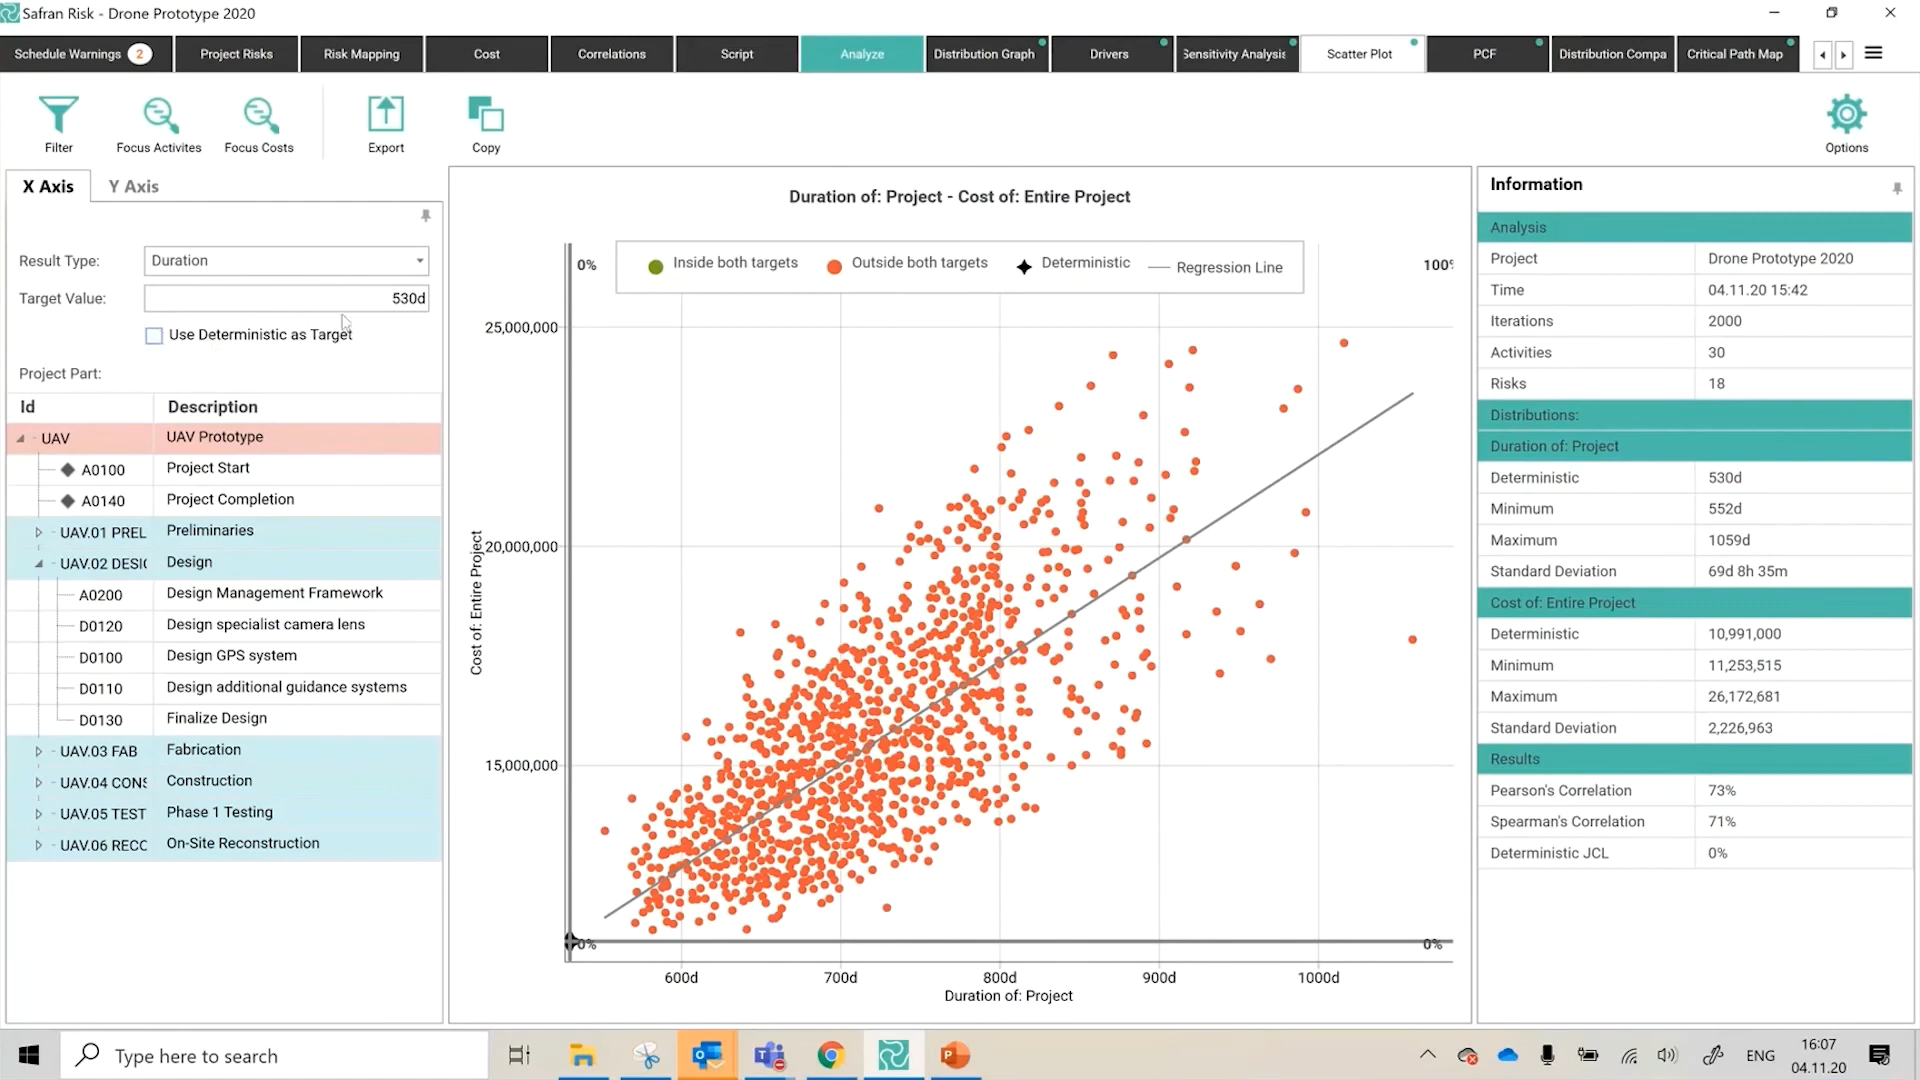 Safran Risk - Drone Prototype 2020
Schedule Warnings 2
Project Risks
Risk Mapping
Cost
Correlations
Script
Analyze
Distribution Graph
Drivers
Sensitivity Analysis
Scatter Plot
PCF
Distribution Compa
Critical Path Map
Filter
Focus Activites
Focus Costs
Export
Copy
Options
X Axis
Y Axis
Result Type: Duration
Target Value: 530d
Use Deterministic as Target
Project Part:
Id Description
UAV UAV Prototype
A0100 Project Start
A0140 Project Completion
UAV.01 PREL Preliminaries
UAV.02 DESI Design
A0200 Design Management Framework
D0120 Design specialist camera lens
D0100 Design GPS system
D0110 Design additional guidance systems
D0130 Finalize Design
UAV.03 FAB Fabrication
UAV.04 CONS Construction
UAV.05 TEST Phase 1 Testing
UAV.06 RECC On-Site Reconstruction
Duration of: Project - Cost of: Entire Project
0%
Inside both targets
Outside both targets
Deterministic
Regression Line
100%
25,000,000
20,000,000
15,000,000
Cost of: Entire Project
0%
0%
600d
700d
800d
900d
1000d
Duration of: Project
Information
Analysis
Project Drone Prototype 2020
Time 04.11.20 15:42
Iterations 2000
Activities 30
Risks 18
Distributions:
Duration of: Project
Deterministic 530d
Minimum 552d
Maximum 1059d
Standard Deviation 69d 8h 35m
Cost of: Entire Project
Deterministic 10,991,000
Minimum 11,253,515
Maximum 26,172,681
Standard Deviation 2,226,963
Results
Pearson's Correlation 73%
Spearman's Correlation 71%
Deterministic JCL 0%
Type here to search
ENG
16:07
04.11.20